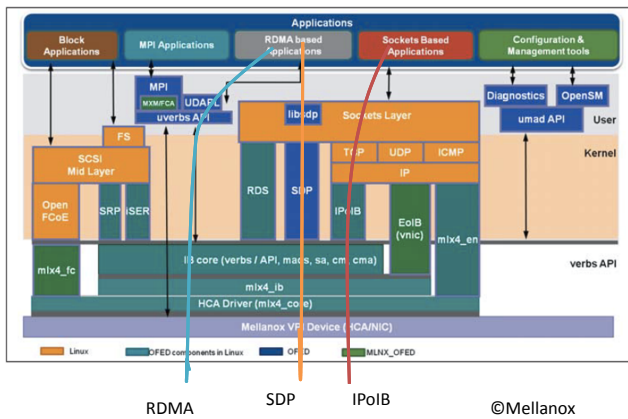 Applications
Block Applications
MPI Applications
RDMA based Applications
Sockets Based Applications
Configuration & Management tools
MPI
MXM/FCA
UDAPL
uverbs API
libsdp
Sockets Layer
Diagnostics
OpenSM
umad API
User
FS
SCSi Mid Layer
TCP
UDP
ICMP
IP
Kernel
Open FCoE
SRP
iSER
RDS
SDP
IPoIB
EoIB (vnic)
mlx4_en
mlx4_fc
IB core (verbs / API, mads, sa, cm, cma)
verbs API
mlx4_ib
HCA Driver (mlx4_core)
Mellanox VPI Device (HCA/NIC)
Linux
OFED components in Linux
OFED
MLNX_OFED
RDMA
SDP
IPoIB
©Mellanox